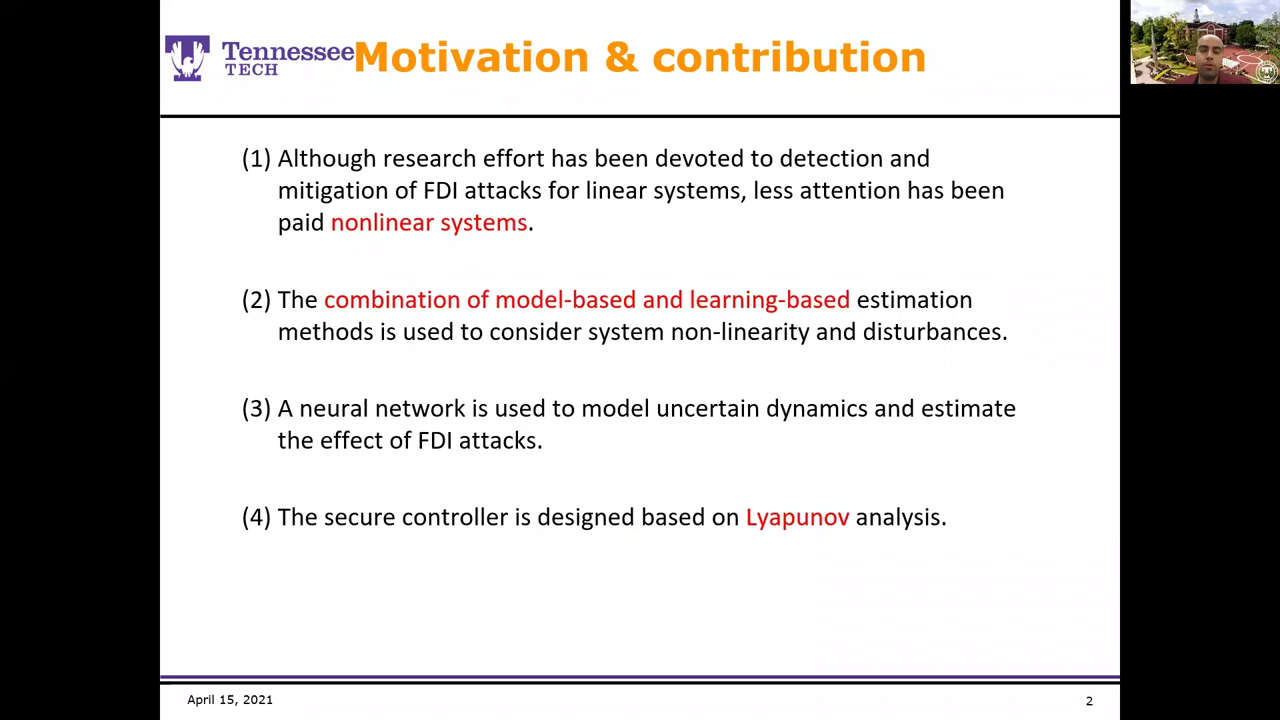 Tennessee
TECH
Motivation & contribution
(1) Although research effort has been devoted to detection and
mitigation of FDI attacks for linear systems, less attention has been
paid nonlinear systems.
(2) The combination of model-based and learning-based estimation
methods is used to consider system non-linearity and disturbances.
(3) A neural network is used to model uncertain dynamics and estimate
the effect of FDI attacks.
(4) The secure controller is designed based on Lyapunov analysis.
April 15, 2021
2